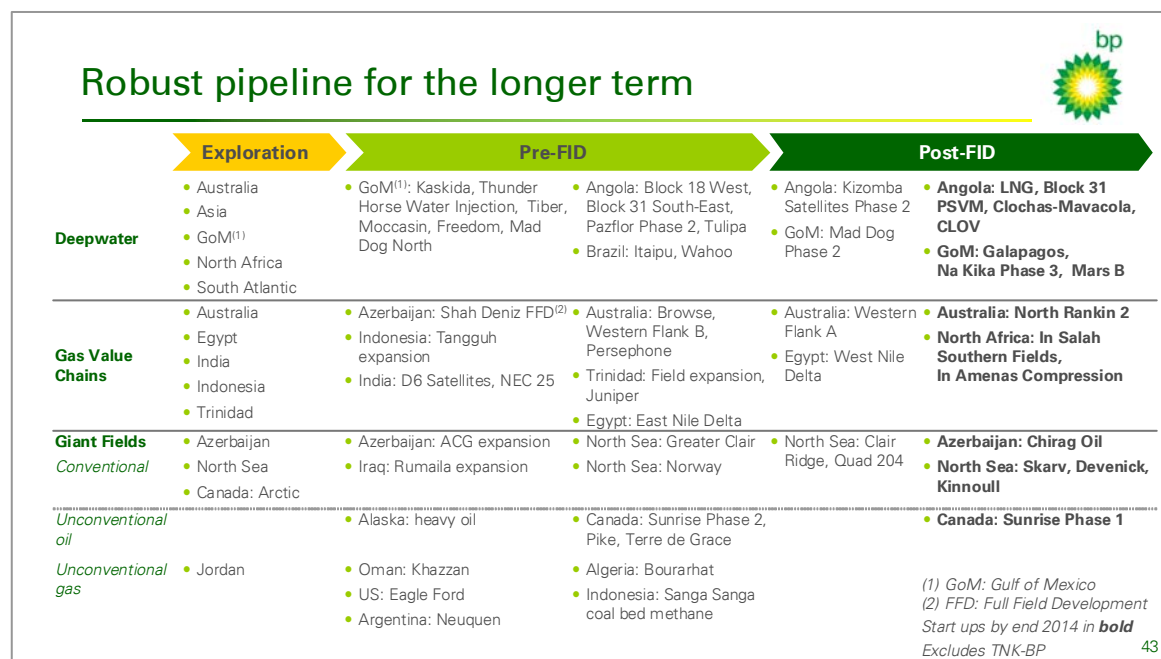 bp
Robust pipeline for the longer term
Exploration
Pre-FID
Post-FID
Deepwater
• Australia
• Asia
• GoM(1)
• North Africa
• South Atlantic
• GoM(1): Kaskida, Thunder
Horse Water Injection, Tiber,
Moccasin, Freedom, Mad
Dog North
• Angola: Block 18 West,
Block 31 South-East,
Pazflor Phase 2, Tulipa
• Brazil: Itaipu, Wahoo
• Angola: Kizomba
Satellites Phase 2
• GoM: Mad Dog
Phase 2
• Angola: LNG, Block 31
PSVM, Clochas-Mavacola,
CLOV
• GoM: Galapagos,
Na Kika Phase 3, Mars B
Gas Value
Chains
• Australia
• Egypt
• India
• Indonesia
• Trinidad
• Azerbaijan: Shah Deniz FFD(2)
• Indonesia: Tangguh
expansion
• India: D6 Satellites, NEC 25
• Australia: Browse,
Western Flank B,
Persephone
• Trinidad: Field expansion,
Juniper
• Egypt: East Nile Delta
• Australia: Western
Flank A
• Egypt: West Nile
Delta
• Australia: North Rankin 2
• North Africa: In Salah
Southern Fields,
In Amenas Compression
Giant Fields
Conventional
• Azerbaijan
• North Sea
• Canada: Arctic
• Azerbaijan: ACG expansion
• Iraq: Rumaila expansion
• North Sea: Greater Clair
• North Sea: Norway
• North Sea: Clair
Ridge, Quad 204
• Azerbaijan: Chirag Oil
• North Sea: Skarv, Devenick,
Kinnoull
Unconventional
oil
• Alaska: heavy oil
• Canada: Sunrise Phase 2,
Pike, Terre de Grace
• Canada: Sunrise Phase 1
Unconventional
gas
• Jordan
• Oman: Khazzan
• US: Eagle Ford
• Argentina: Neuquen
• Algeria: Bourarhat
• Indonesia: Sanga Sanga
coal bed methane
(1) GoM: Gulf of Mexico
(2) FFD: Full Field Development
Start ups by end 2014 in bold
Excludes TNK-BP
43